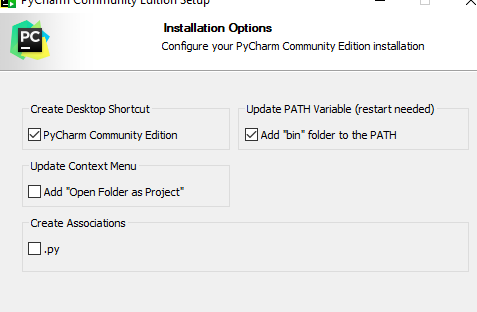 PyCharm Community Edition Setup
PC
Installation Options
Configure your PyCharm Community Edition installation
Create Desktop Shortcut
PyCharm Community Edition
Update PATH Variable (restart needed)
Add "bin" folder to the PATH
Update Context Menu
Add "Open Folder as Project"
Create Associations
.py